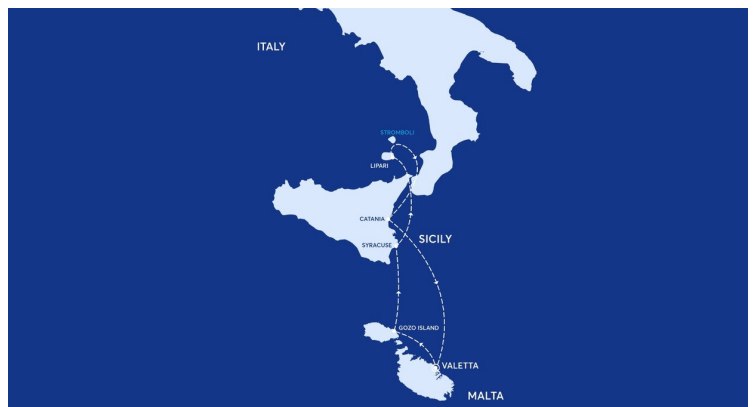 ITALY
STROMBOLI
LIPARI
CATANIA
SICILY
SYRACUSE
GOZO ISLAND
VALETTA
MALTA